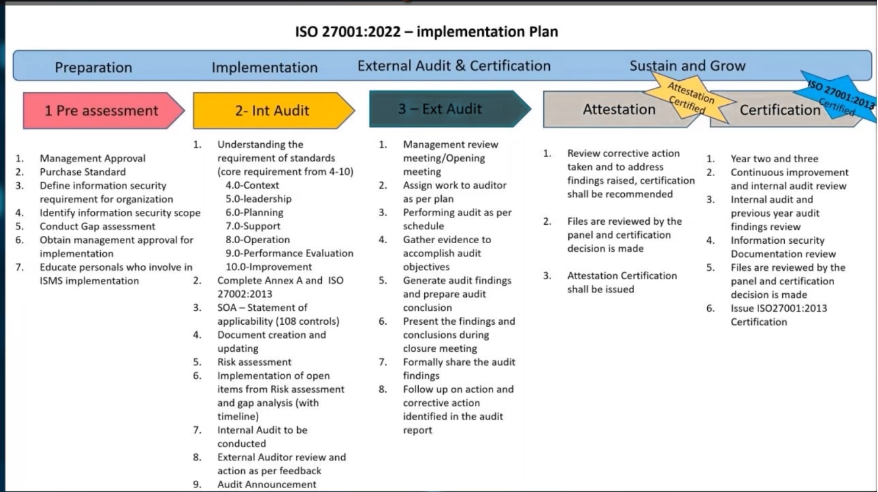 ISO 27001:2022 – implementation Plan
Preparation
Implementation
External Audit & Certification
Sustain and Grow
1 Pre assessment
2- Int Audit
3 – Ext Audit
Attestation
Attestation
Certified
Certification
ISO 27001:2013
Certified
1. Management Approval
2. Purchase Standard
3. Define information security
requirement for organization
4. Identify information security scope
5. Conduct Gap assessment
6. Obtain management approval for
implementation
7. Educate personals who involve in
ISMS implementation
1. Understanding the
requirement of standards
(core requirement from 4-10)
4.0-Context
5.0-leadership
6.0-Planning
7.0-Support
8.0-Operation
9.0-Performance Evaluation
10.0-Improvement
2. Complete Annex A and ISO
27002:2013
3. SOA – Statement of
applicability (108 controls)
4. Document creation and
updating
5. Risk assessment
6. Implementation of open
items from Risk assessment
and gap analysis (with
timeline)
7. Internal Audit to be
conducted
8. External Auditor review and
action as per feedback
9. Audit Announcement
1. Management review
meeting/Opening
meeting
2. Assign work to auditor
as per plan
3. Performing audit as per
schedule
4. Gather evidence to
accomplish audit
objectives
5. Generate audit findings
and prepare audit
conclusion
6. Present the findings and
conclusions during
closure meeting
7. Formally share the audit
findings
8. Follow up on action and
corrective action
identified in the audit
report
1. Review corrective action
taken and to address
findings raised, certification
shall be recommended
2. Files are reviewed by the
panel and certification
decision is made
3. Attestation Certification
shall be issued
1. Year two and three
2. Continuous improvement
and internal audit review
3. Internal audit and
previous year audit
findings review
4. Information security
Documentation review
5. Files are reviewed by the
panel and certification
decision is made
6. Issue ISO27001:2013
Certification